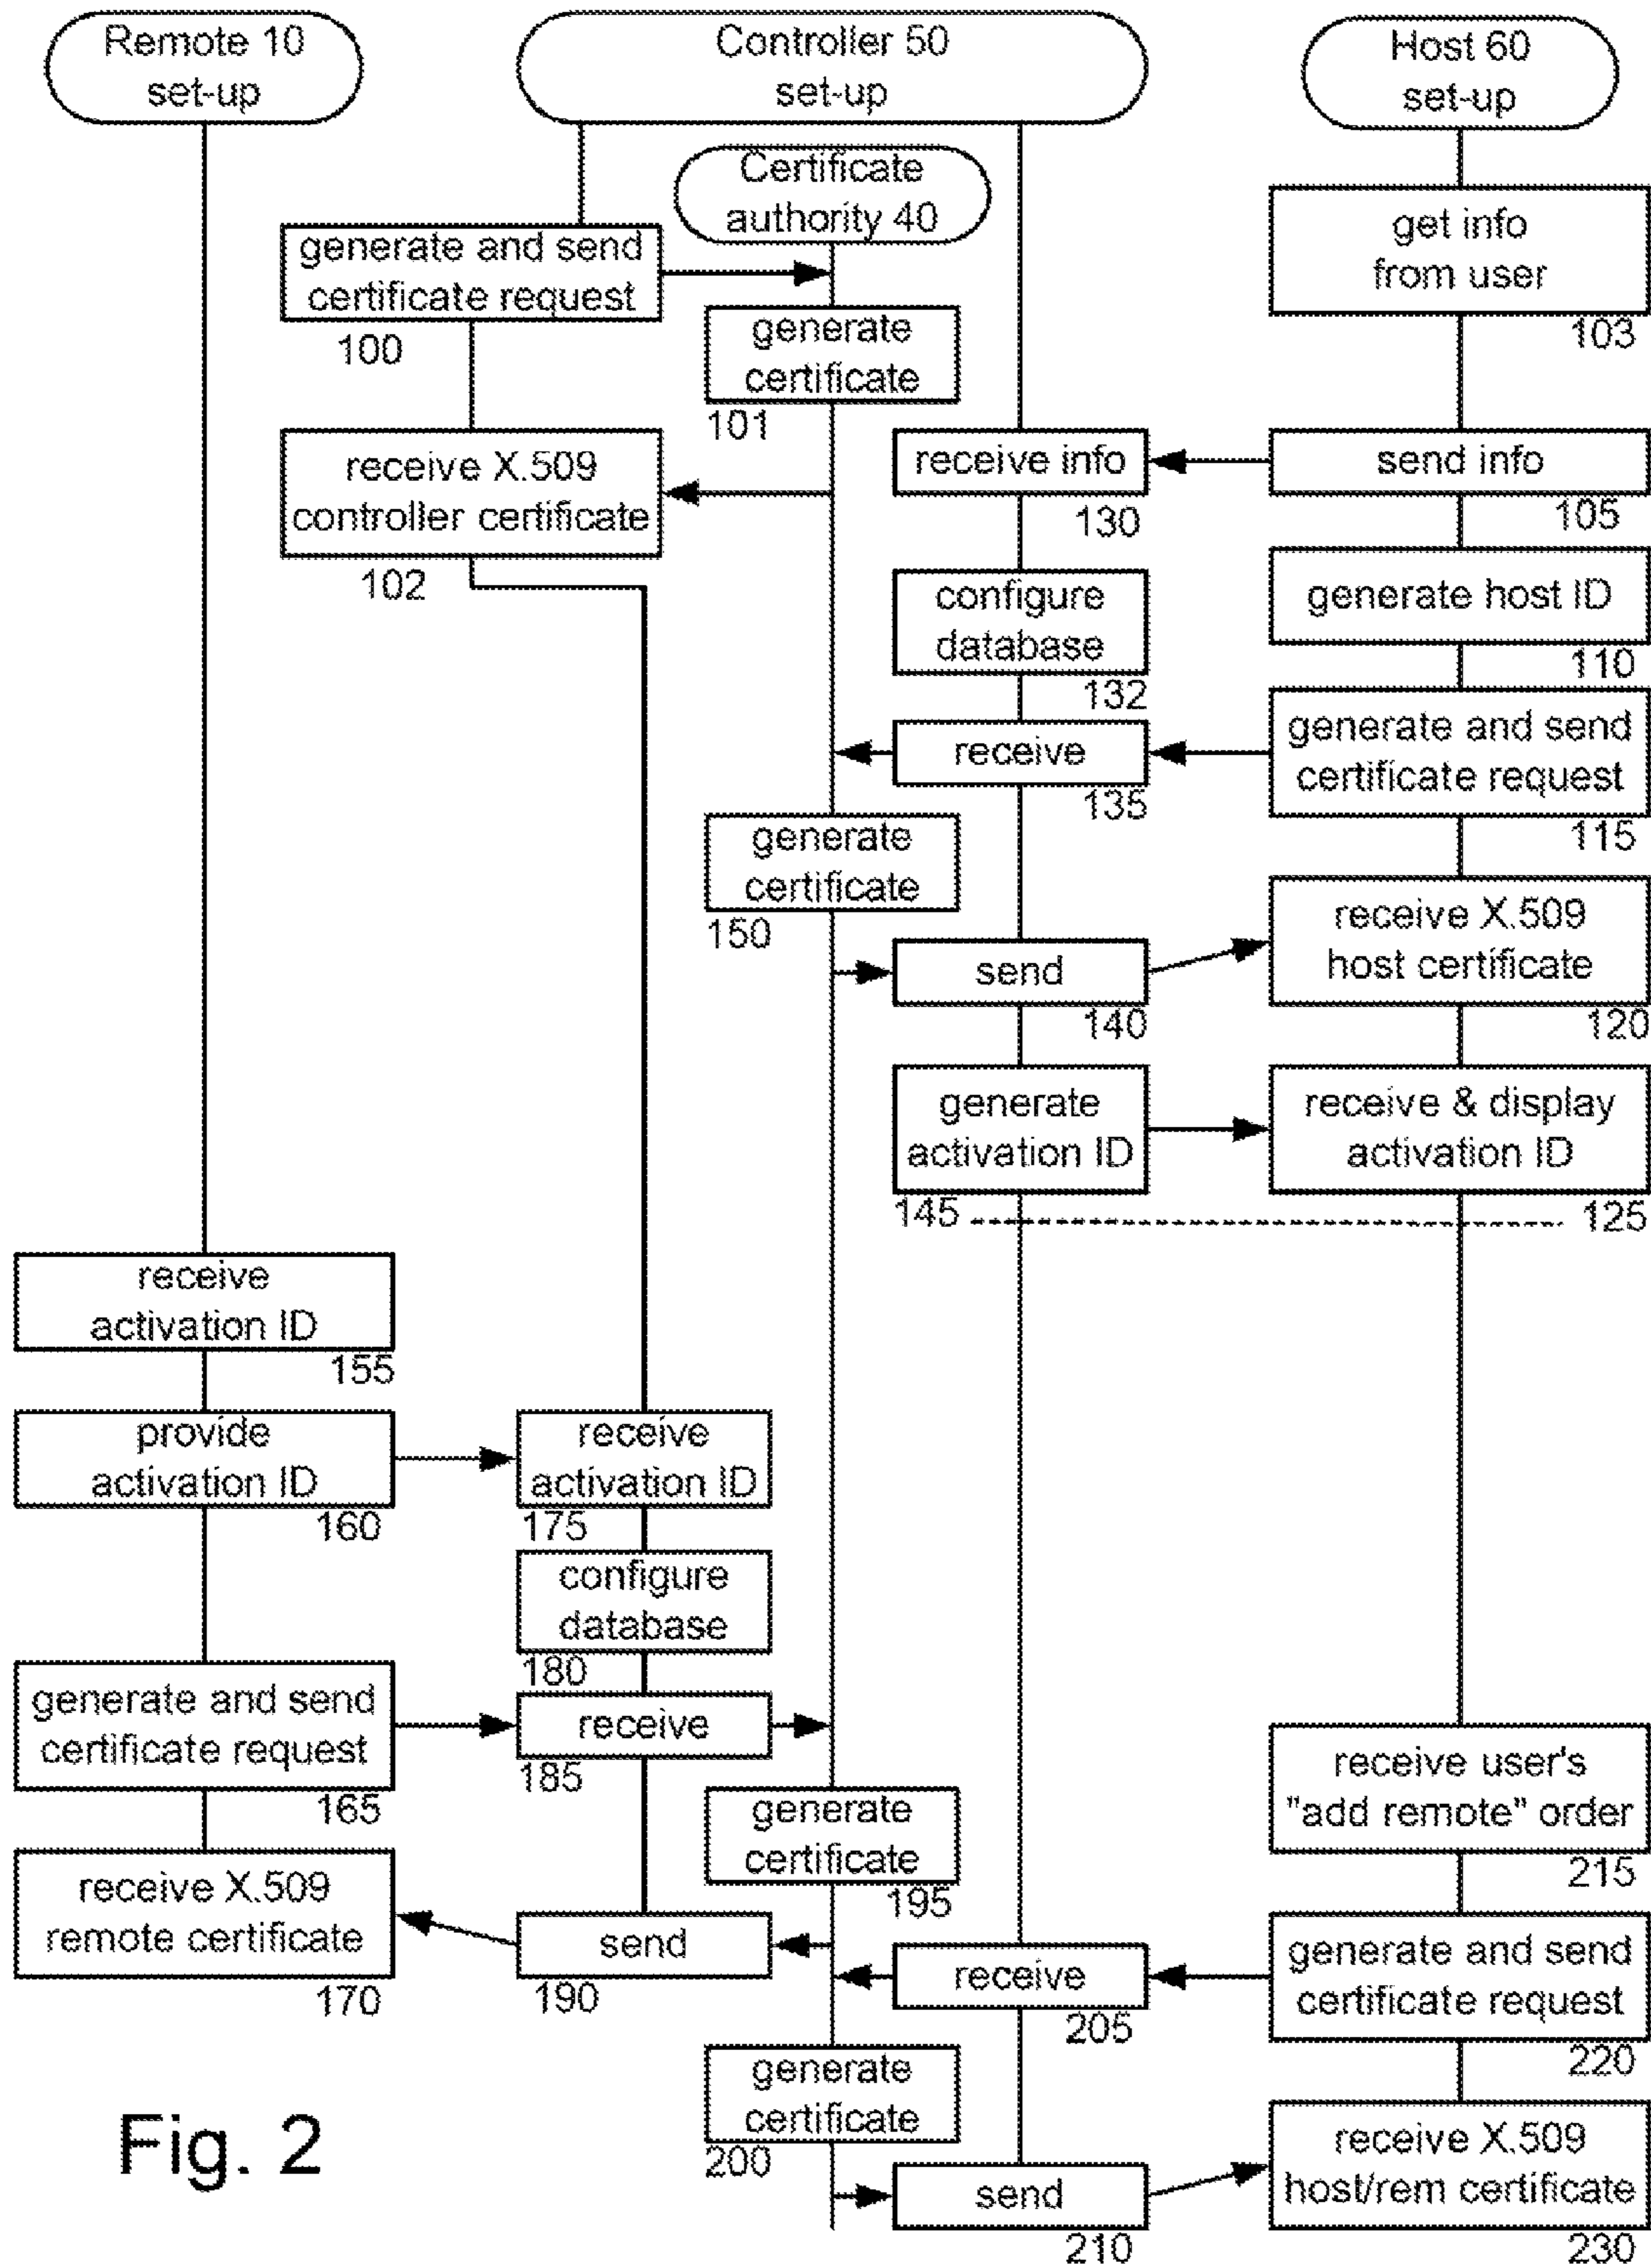 Remote 10
set-up
Controller 50
set-up
Host 60
set-up
Certificate
authority 40
generate and send
certificate request
100
get info
from user
103
generate
certificate
101
receive X.509
controller certificate
102
receive info
130
send info
105
configure
database
132
generate host ID
110
receive
135
generate and send
certificate request
115
generate
certificate
150
send
140
receive X.509
host certificate
120
generate
activation ID
145
receive & display
activation ID
125
receive
activation ID
155
provide
activation ID
160
receive
activation ID
175
configure
database
180
generate and send
certificate request
165
receive
185
receive user's
"add remote" order
215
generate
certificate
195
receive X.509
remote certificate
170
send
190
receive
205
generate and send
certificate request
220
generate
certificate
200
send
210
receive X.509
host/rem certificate
230
Fig. 2